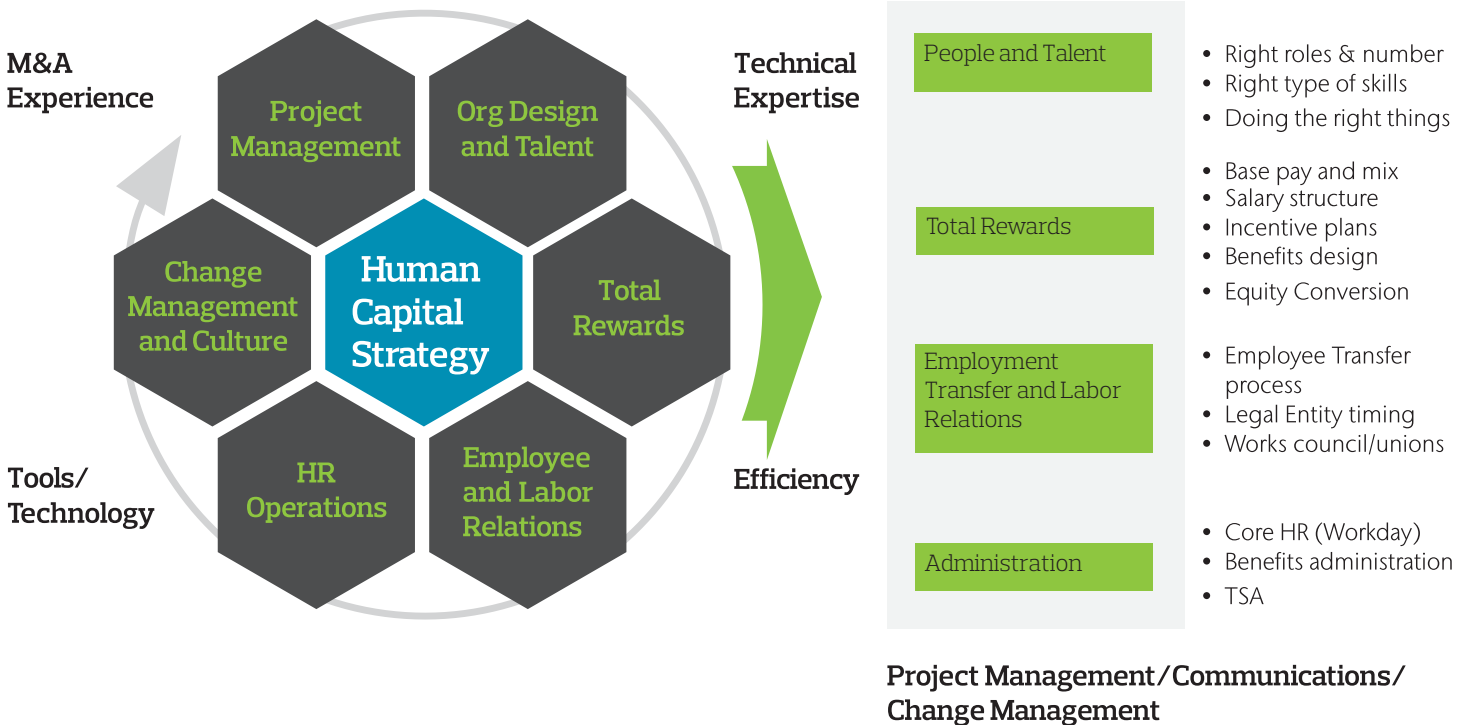 M&A
Experience
Project
Management
Org Design
and Talent
Change
Management
and Culture
Human
Capital
Strategy
Total
Rewards
HR
Operations
Employee
and Labor
Relations
Tools/
Technology
Technical
Expertise
Efficiency
People and Talent
• Right roles & number
• Right type of skills
• Doing the right things
Total Rewards
• Base pay and mix
• Salary structure
• Incentive plans
• Benefits design
• Equity Conversion
Employment
Transfer and Labor
Relations
• Employee Transfer
process
• Legal Entity timing
• Works council/unions
Administration
• Core HR (Workday)
• Benefits administration
• TSA
Project Management/Communications/
Change Management